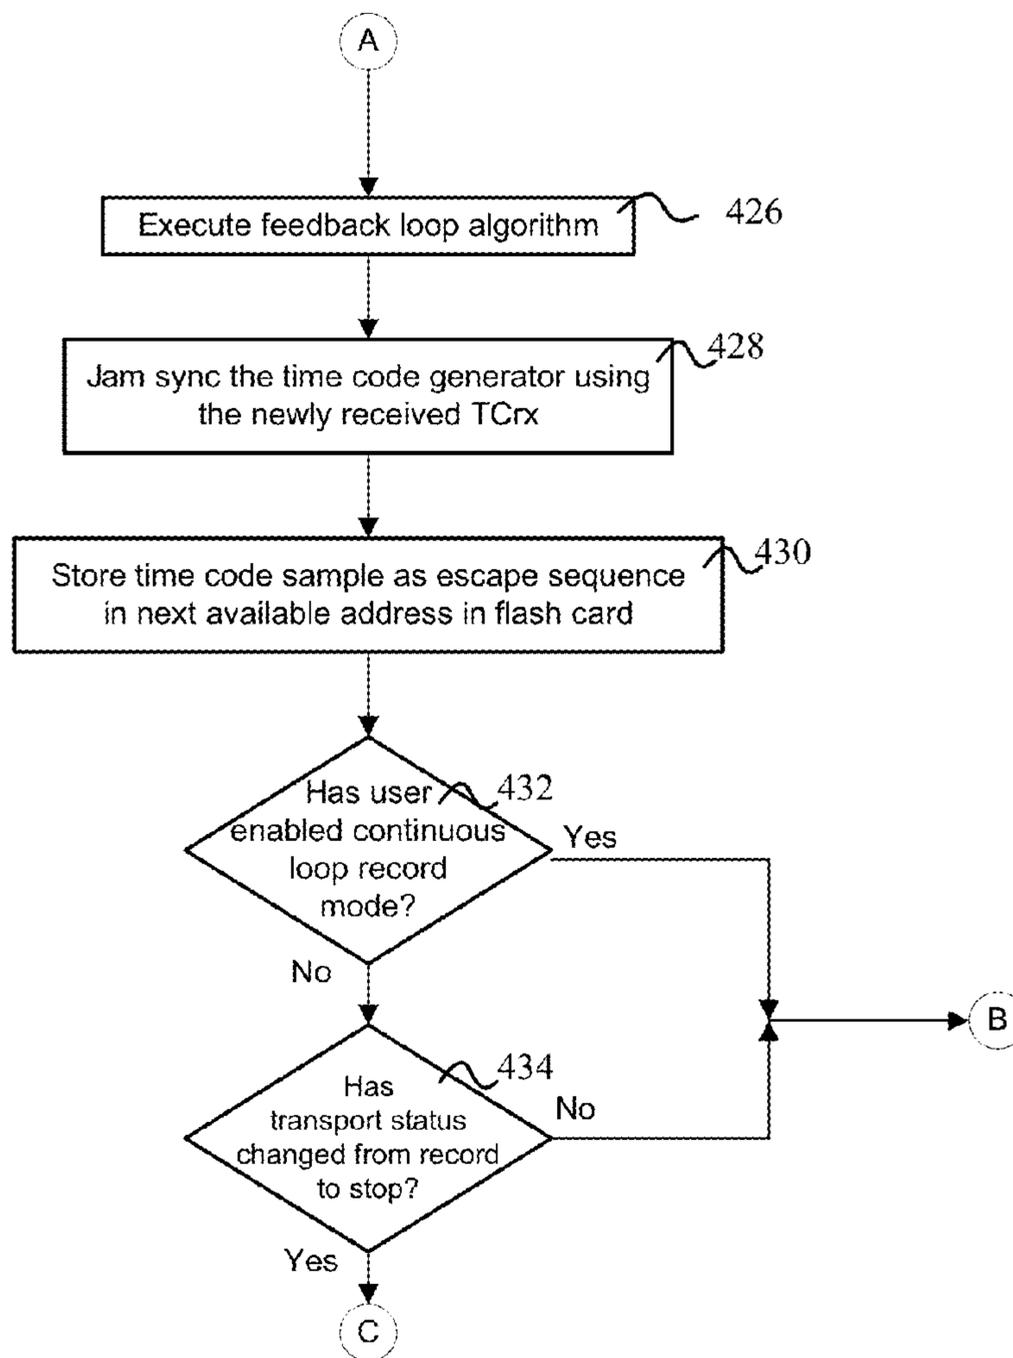 A
Execute feedback loop algorithm
426
Jam sync the time code generator using
the newly received TCrx
428
Store time code sample as escape sequence
in next available address in flash card
430
Has user
enabled continuous
loop record
mode?
432
Yes
No
B
Has
transport status
changed from record
to stop?
434
No
Yes
C